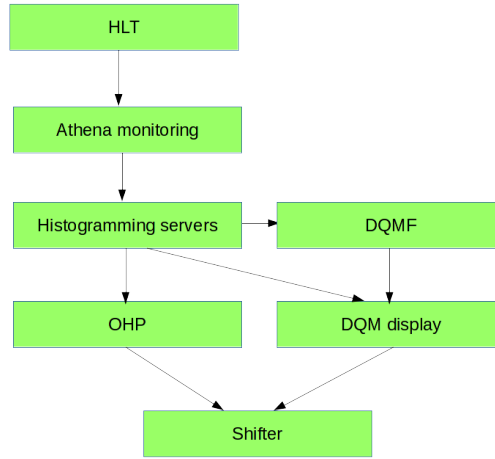 HLT
Athena monitoring
Histogramming servers
DQMF
OHP
DQM display
Shifter